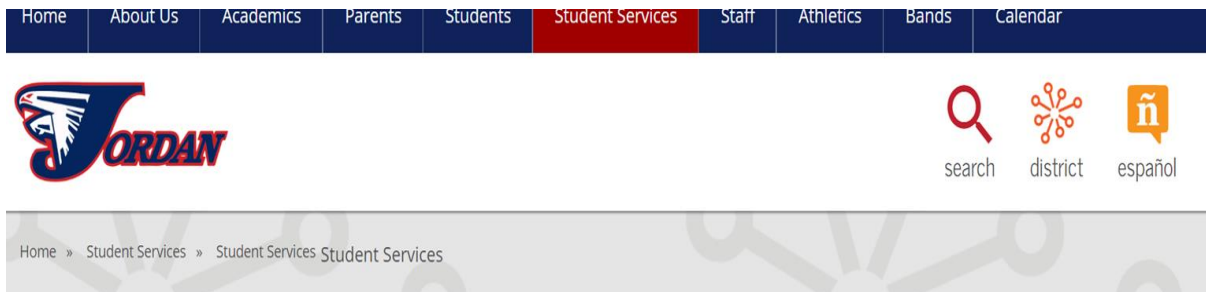 Home About Us Academics Parents Students Student Services Staff Athletics Bands Calendar
JORDAN
ñ
search district español
Home » Student Services » Student Services Student Services